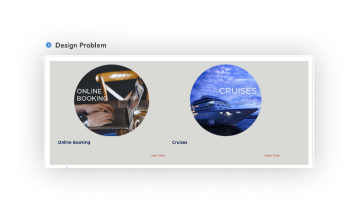 Design Problem
ONLINE
BOOKING
CRUISES
Online Booking
Cruises
Learn More
Learn More